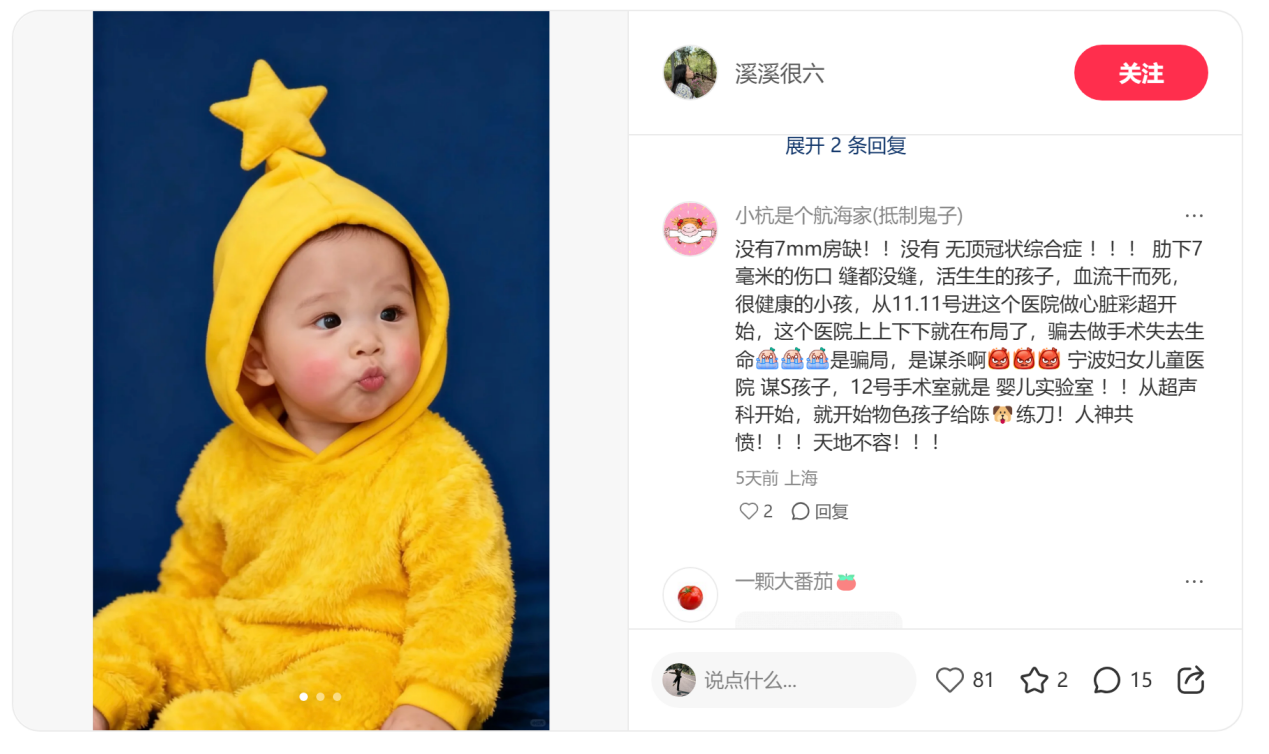 溪溪很六
关注
展开 2 条回复
小杭是个航海家(抵制鬼子)
没有7mm房缺！！没有 无顶冠状综合症 ！！！ 肋下7
毫米的伤口 缝都没缝，活生生的孩子，血流干而死，
很健康的小孩，从11.11号进这个医院做心脏彩超开
始，这个医院上上下下就在布局了，骗去做手术失去生
命是骗局，是谋杀啊 宁波妇女儿童医
院 谋S孩子，12号手术室就是 婴儿实验室 ！！从超声
科开始，就开始物色孩子给陈🐶练刀！人神共
愤！！！天地不容！！！
5天前 上海
2 回复
一颗大番茄🍅
说点什么...
81
2
15